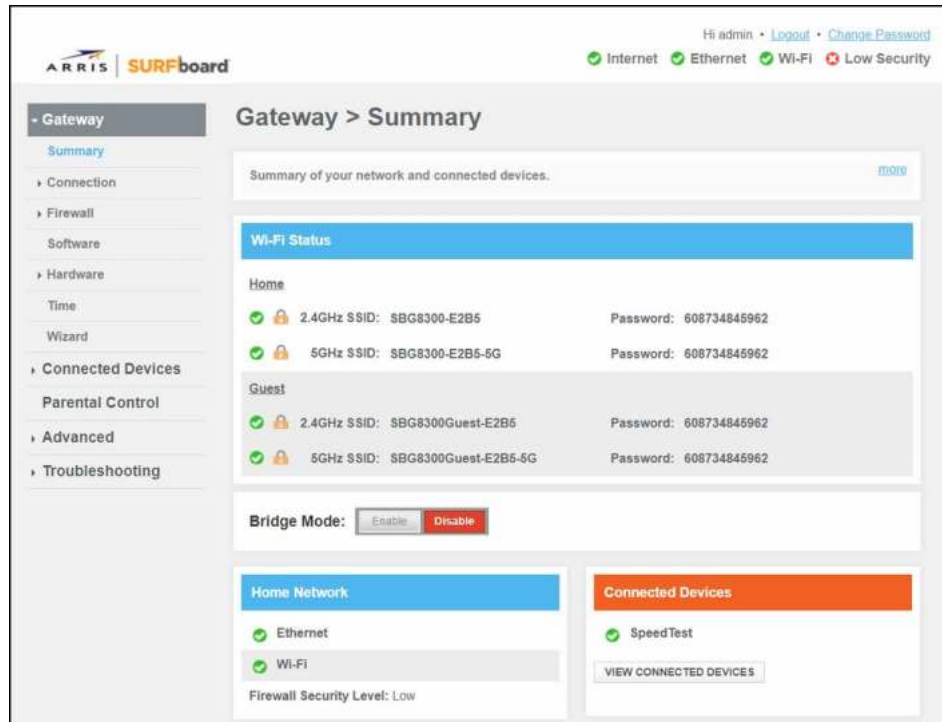 Hi admin • Logout • Change Password
ARRIS SURFboard
Internet Ethernet Wi-Fi Low Security
Gateway
Summary
Connection
Firewall
Software
Hardware
Time
Wizard
Connected Devices
Parental Control
Advanced
Troubleshooting
Gateway > Summary
Summary of your network and connected devices.
more
Wi-Fi Status
Home
2.4GHz SSID: SBG8300-E2B5 Password: 608734845962
5GHz SSID: SBG8300-E2B5-5G Password: 608734845962
Guest
2.4GHz SSID: SBG8300Guest-E2B5 Password: 608734845962
5GHz SSID: SBG8300Guest-E2B5-5G Password: 608734845962
Bridge Mode: Enable Disable
Home Network
Ethernet
Wi-Fi
Firewall Security Level: Low
Connected Devices
SpeedTest
VIEW CONNECTED DEVICES